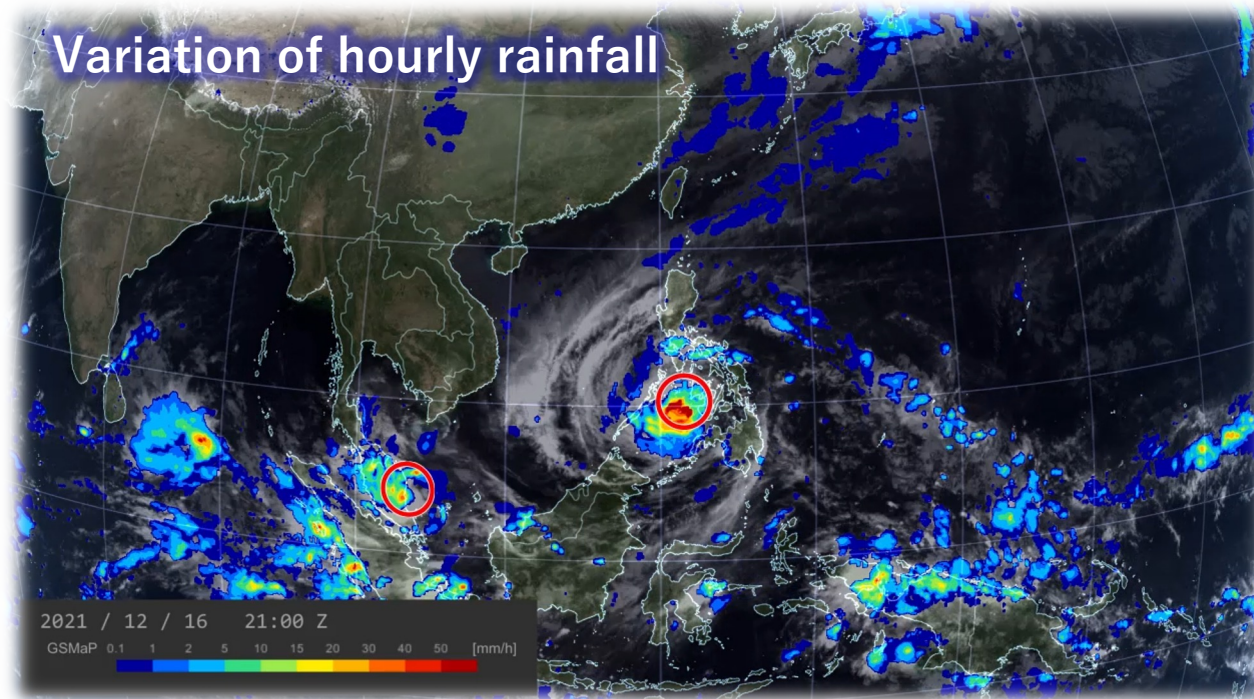 Variation of hourly rainfall
2021 / 12 / 16 21:00 Z
GSMaP 0.1 1 2 5 10 15 20 30 40 50 [mm/h]